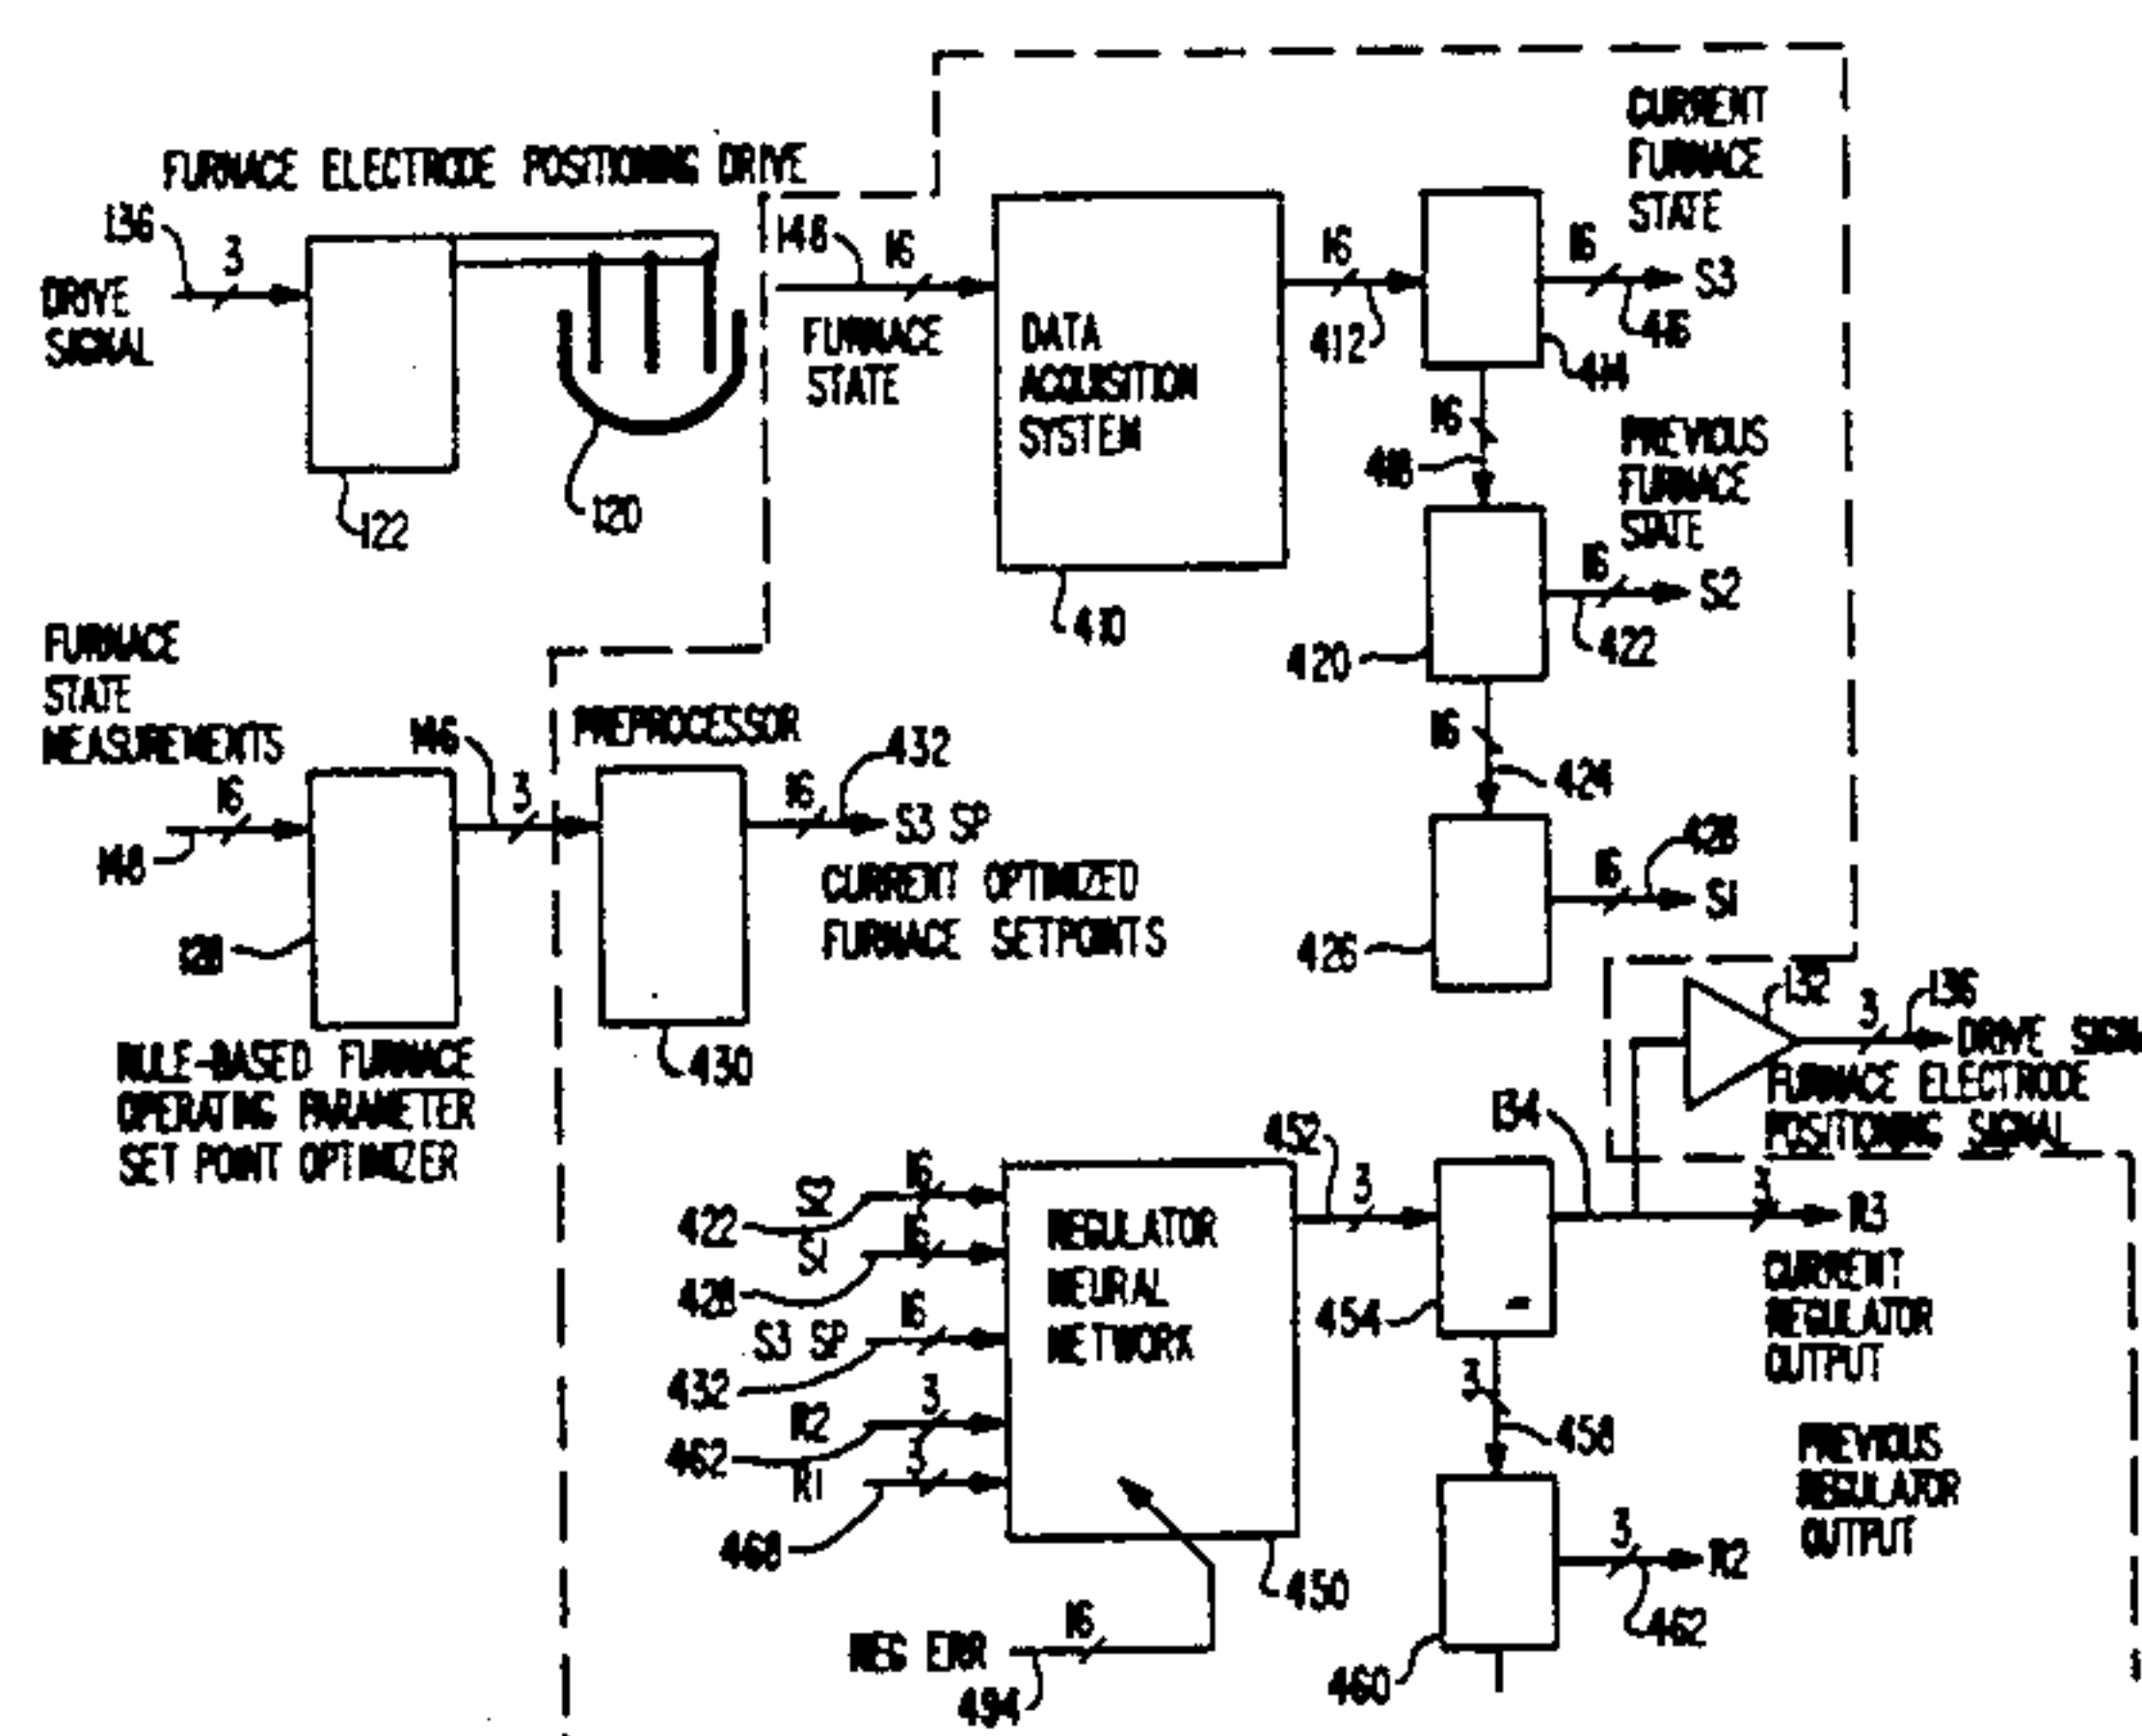 CURRENT
FURNACE
STATE
FURNACE ELECTRODE POSITIONING DRIVE
136
3
DRIVE
SIGNAL
122
120
148
16
FURNACE
STATE
DATA
ACQUISITION
SYSTEM
410
16
412
16
S3
416
414
16
418
PREVIOUS
FURNACE
STATE
16
S2
422
420
16
424
16
428
S1
426
FURNACE
STATE
MEASUREMENTS
16
148
128
146
3
PREPROCESSOR
16
432
S3 SP
CURRENT OPTIMIZED
FURNACE SETPOINTS
430
RULE-BASED FURNACE
OPERATING PARAMETER
SET POINT OPTIMIZER
132
3
136
DRIVE SIGN
FURNACE ELECTRODE
POSITIONING SIGNAL
S2
16
422
S1
16
428
S3 SP
16
432
R2
3
462
R1
3
468
REGULATOR
NEURAL
NETWORK
450
REG ERR
16
494
452
3
454
134
3
R3
CURRENT
REGULATOR
OUTPUT
3
458
PREVIOUS
REGULATOR
OUTPUT
3
R2
462
460